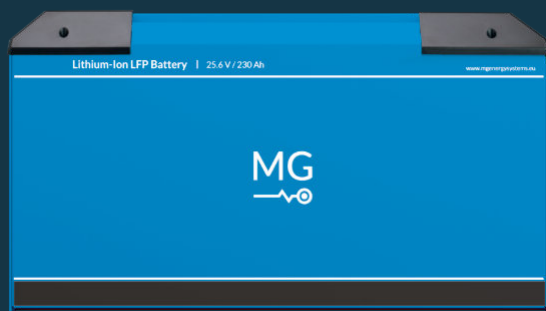 Lithium-Ion LFP Battery | 25.6 V / 230 Ah
www.mgenergysystems.eu
MG